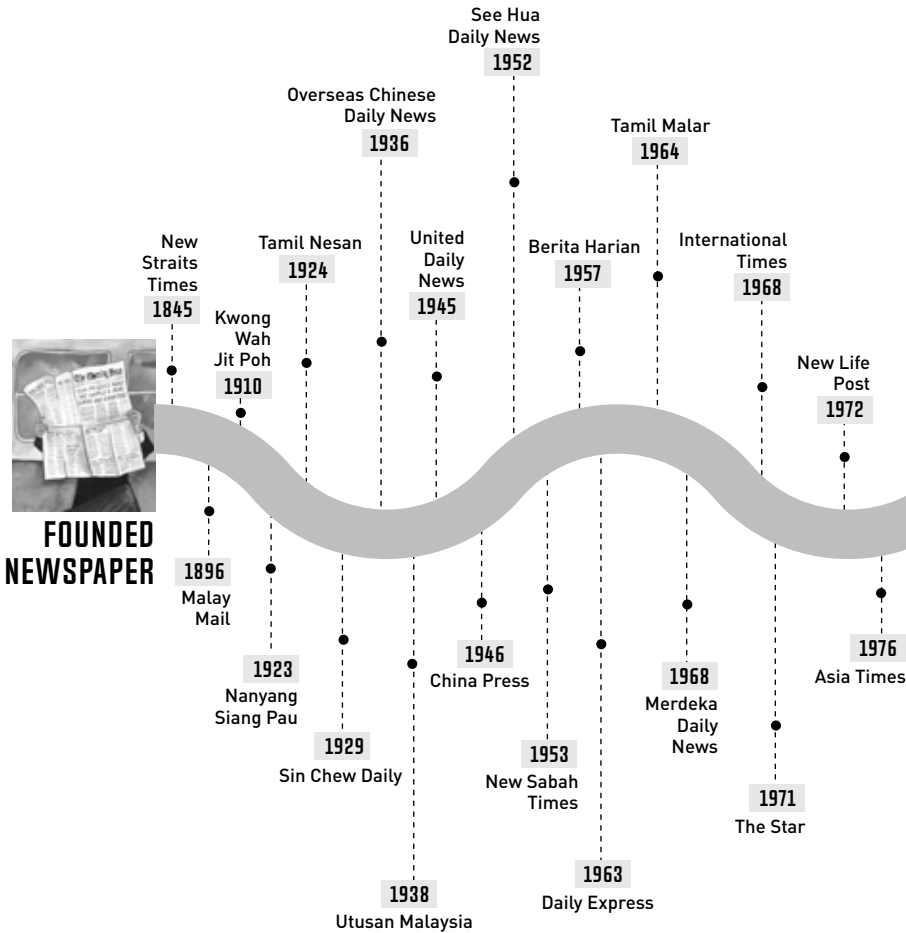 See Hua
Daily News
1952
Overseas Chinese
Daily News
1936
Tamil Malar
1964
New
Straits
Times
1845
Tamil Nesan
1924
United
Daily
News
1945
Berita Harian
1957
International
Times
1968
Kwong
Wah
Jit Poh
1910
New Life
Post
1972
FOUNDED
NEWSPAPER
1896
Malay
Mail
1923
Nanyang
Siang Pau
1929
Sin Chew Daily
1938
Utusan Malaysia
1946
China Press
1953
New Sabah
Times
1963
Daily Express
1968
Merdeka
Daily
News
1971
The Star
1976
Asia Times